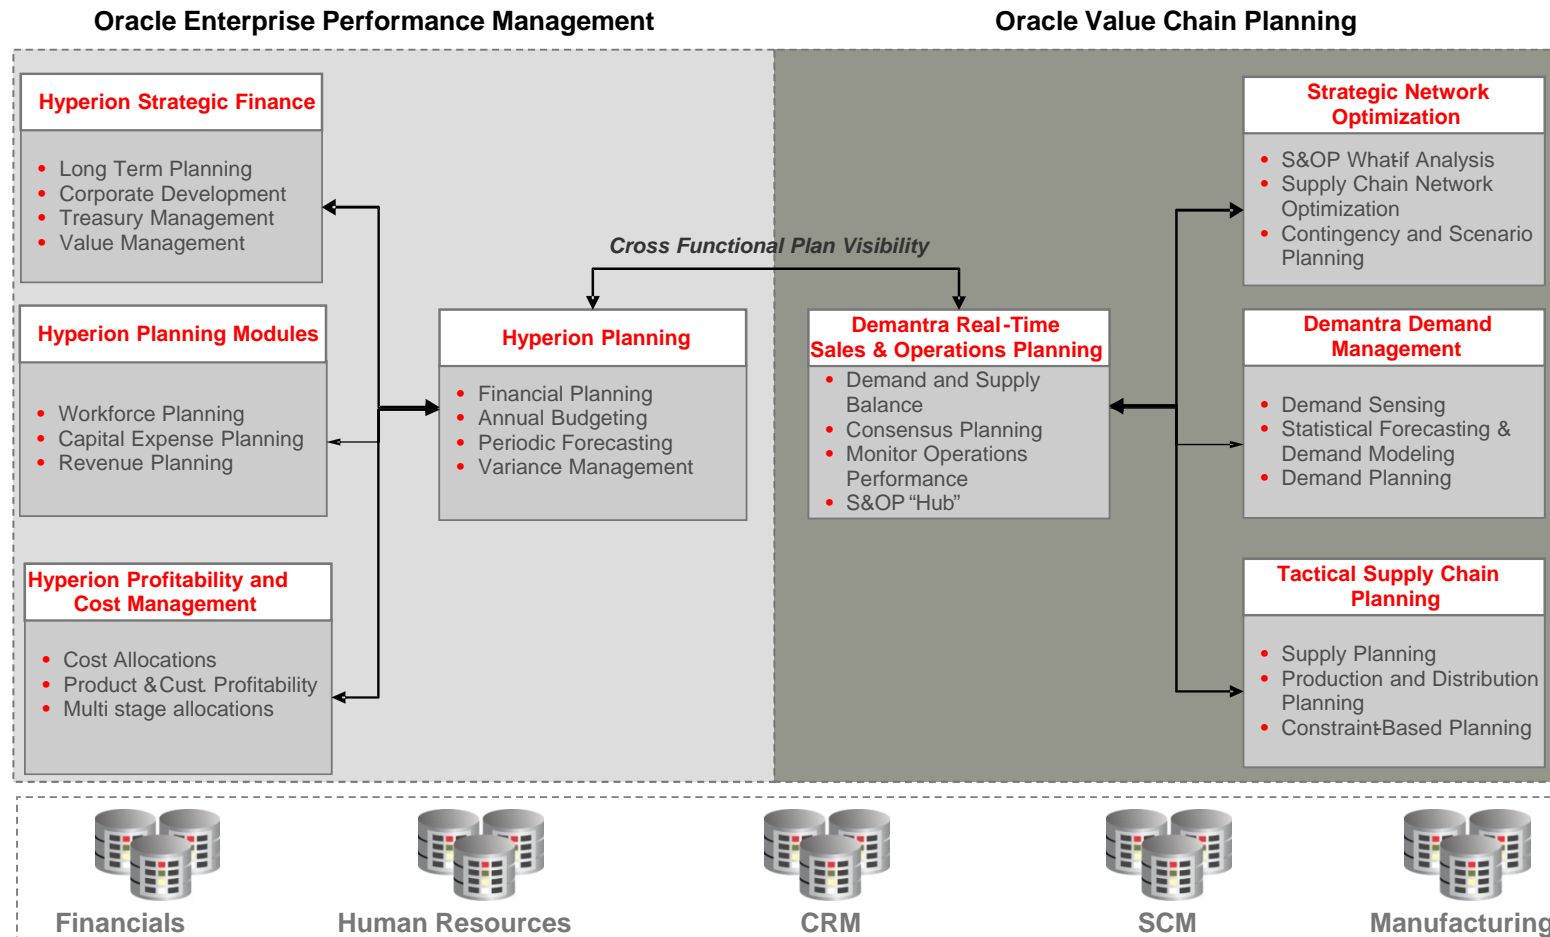 Oracle Enterprise Performance Management
Oracle Value Chain Planning
Hyperion Strategic Finance
• Long Term Planning
• Corporate Development
• Treasury Management
• Value Management
Hyperion Planning Modules
• Workforce Planning
• Capital Expense Planning
• Revenue Planning
Hyperion Profitability and
Cost Management
• Cost Allocations
• Product & Cust. Profitability
• Multi stage allocations
Cross Functional Plan Visibility
Hyperion Planning
• Financial Planning
• Annual Budgeting
• Periodic Forecasting
• Variance Management
Demantra Real-Time
Sales & Operations Planning
• Demand and Supply
Balance
• Consensus Planning
• Monitor Operations
Performance
• S&OP “Hub”
Strategic Network
Optimization
• S&OP What-if Analysis
• Supply Chain Network
Optimization
• Contingency and Scenario
Planning
Demantra Demand
Management
• Demand Sensing
• Statistical Forecasting &
Demand Modeling
• Demand Planning
Tactical Supply Chain
Planning
• Supply Planning
• Production and Distribution
Planning
• Constraint-Based Planning
Financials
Human Resources
CRM
SCM
Manufacturing